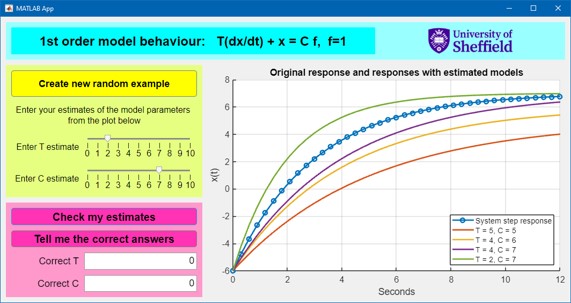 MATLAB App
1st order model behaviour: T(dx/dt) + x = C f, f=1
University of
Sheffield
Create new random example
Enter your estimates of the model parameters
from the plot below
Enter T estimate
0 1 2 3 4 5 6 7 8 9 10
Enter C estimate
0 1 2 3 4 5 6 7 8 9 10
Check my estimates
Tell me the correct answers
Correct T 0
Correct C 0
Original response and responses with estimated models
8
6
4
2
0
-2
-4
-6
x(t)
0 2 4 6 8 10 12
Seconds
System step response
T = 5, C = 5
T = 4, C = 6
T = 4, C = 7
T = 2, C = 7